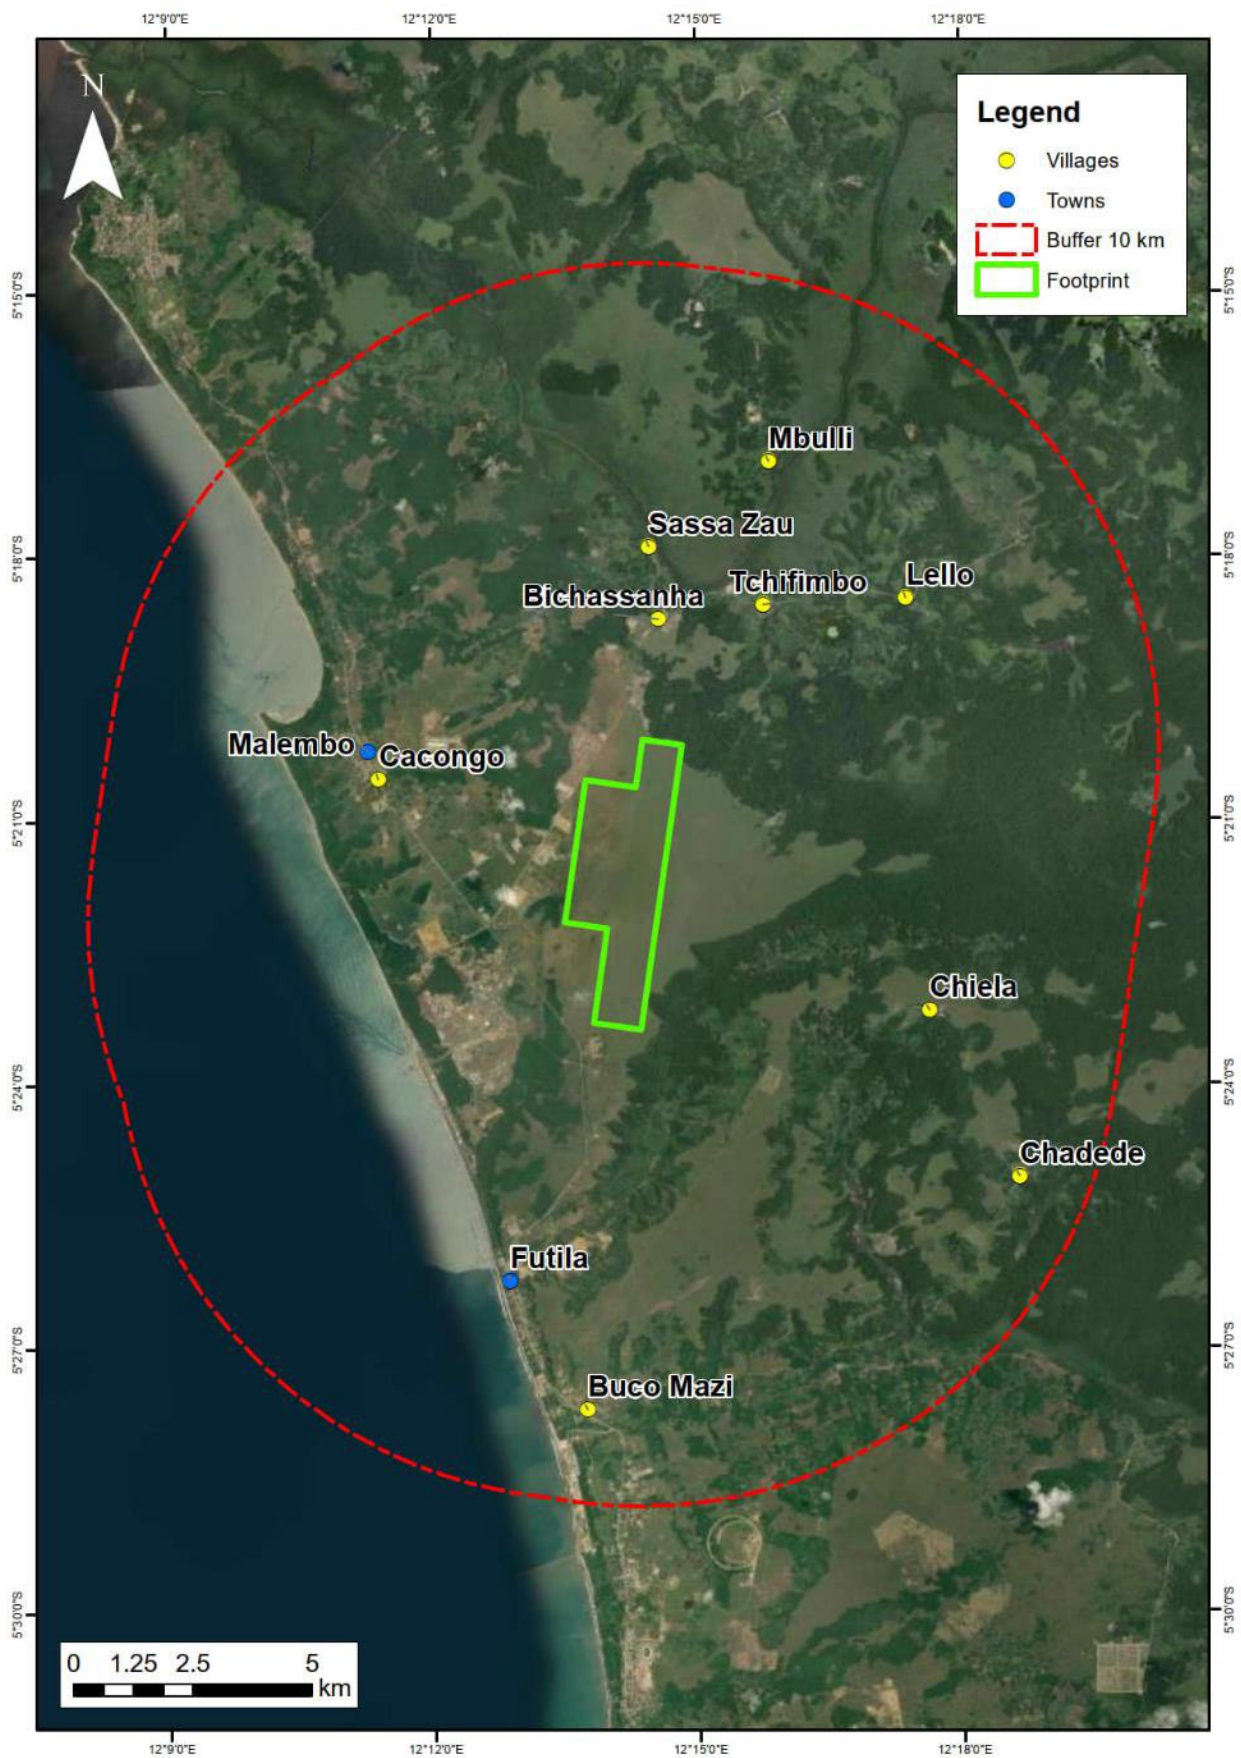 12°9'0"E
12°12'0"E
12°15'0"E
12°18'0"E
N
Legend
Villages
Towns
Buffer 10 km
Footprint
5°15'0"S
5°15'0"S
Mbulli
Sassa Zau
5°18'0"S
5°18'0"S
Tchifimbo
Lello
Bichassanha
Malembo
Cacongo
5°21'0"S
5°21'0"S
Chiela
5°24'0"S
5°24'0"S
Chadede
Futila
5°27'0"S
5°27'0"S
Buco Mazi
5°30'0"S
5°30'0"S
0 1.25 2.5 5
km
12°9'0"E
12°12'0"E
12°15'0"E
12°18'0"E